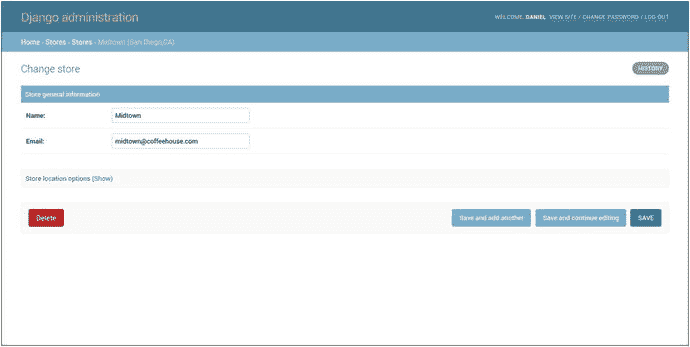 Django administration
WELCOME, DANIEL. VIEW SITE / CHANGE PASSWORD / LOG OUT
Home › Stores › Stores › Midtown (San Diego,CA)
Change store
HISTORY
Store general information
Name: Midtown
Email: midtown@coffeehouse.com
Store location options (Show)
Delete Save and add another Save and continue editing SAVE